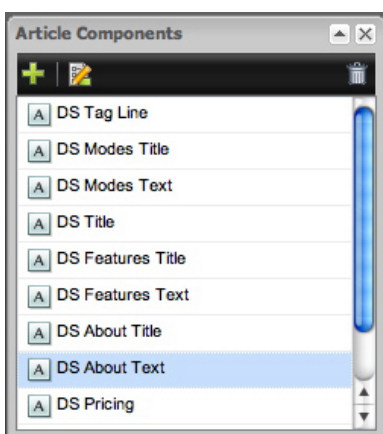 Article Components
A DS Tag Line
A DS Modes Title
A DS Modes Text
A DS Title
A DS Features Title
A DS Features Text
A DS About Title
A DS About Text
A DS Pricing